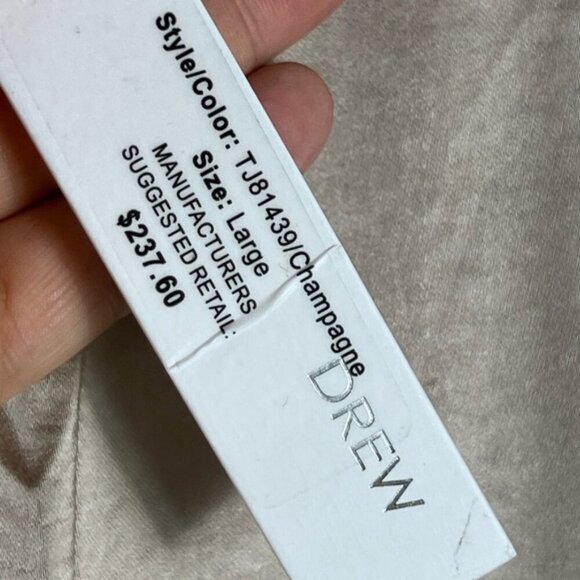 Style/Color: TJ81439/Champagne
Size: Large
MANUFACTURERS
SUGGESTED RETAIL:
$237.60
DREW